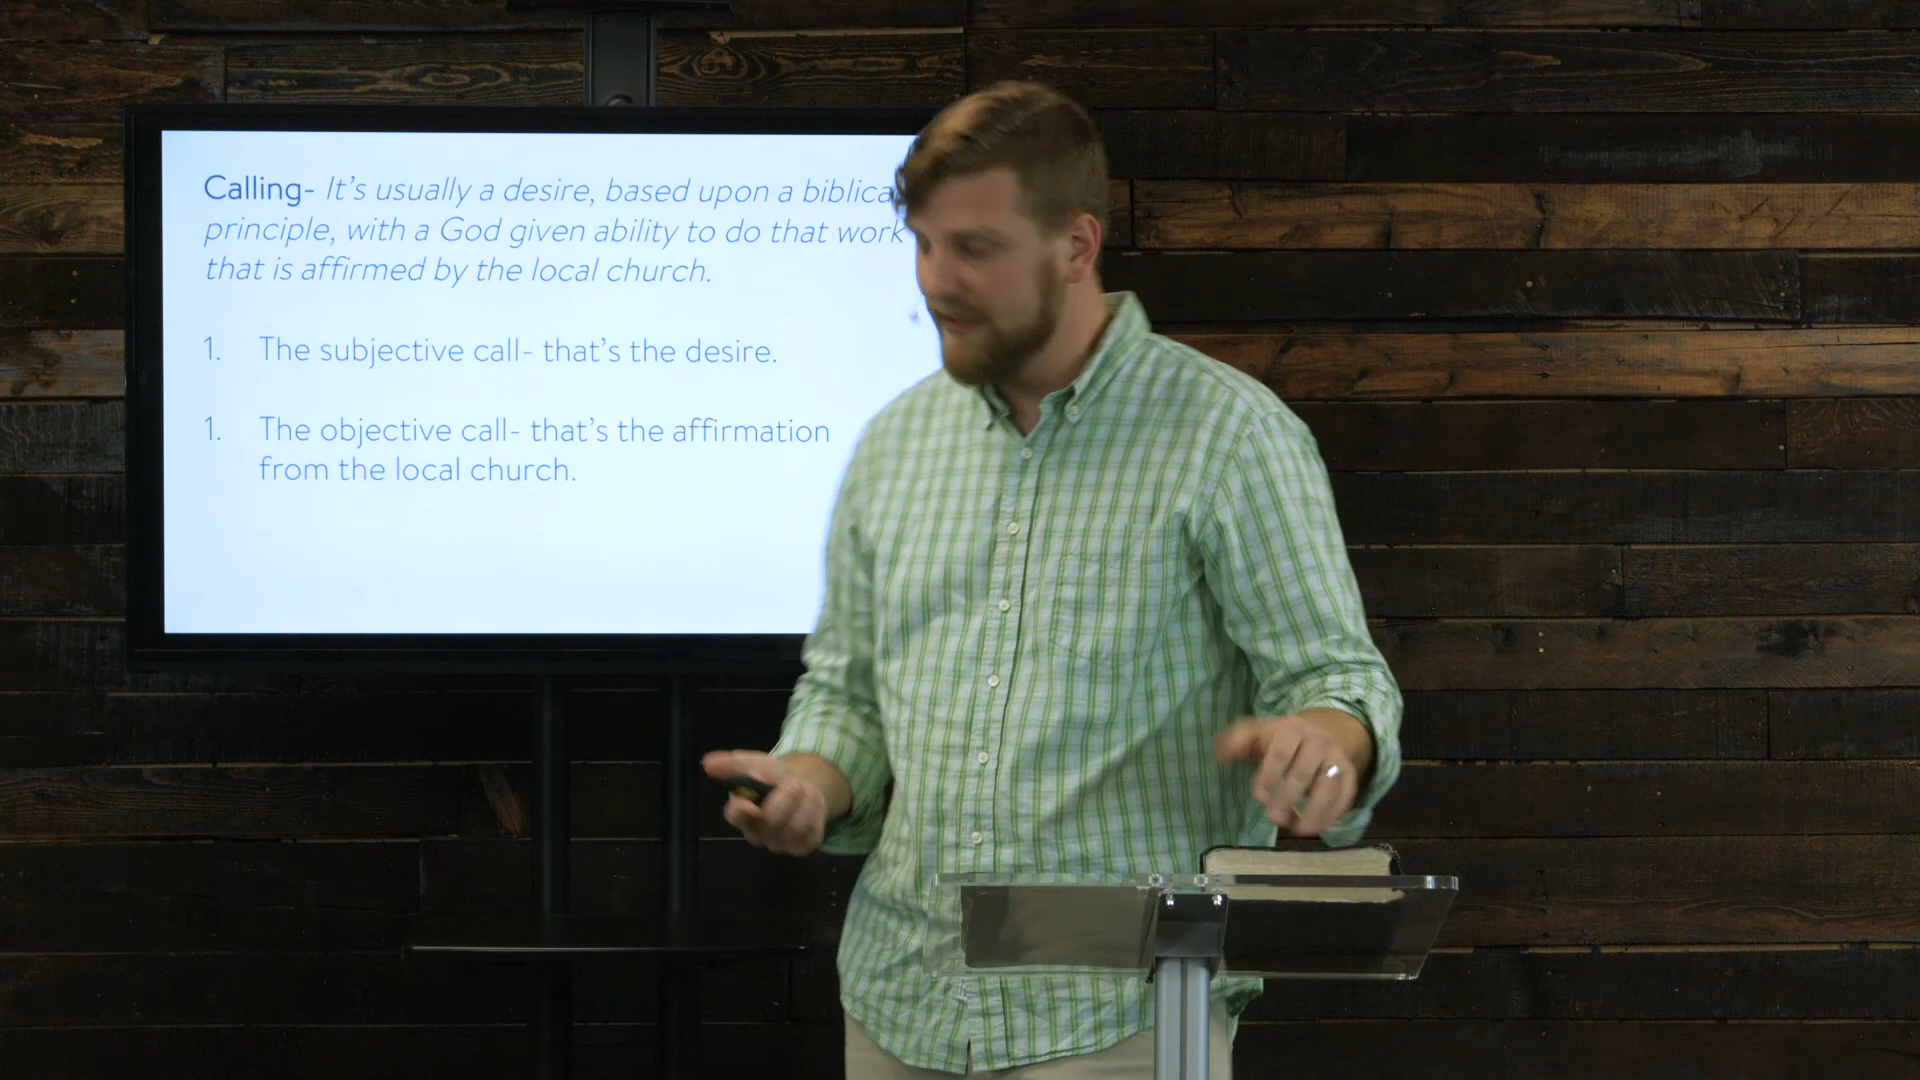 Calling- It's usually a desire, based upon a biblica
principle, with a God given ability to do that work
that is affirmed by the local church.
1. The subjective call- that's the desire.
1. The objective call- that's the affirmation
from the local church.